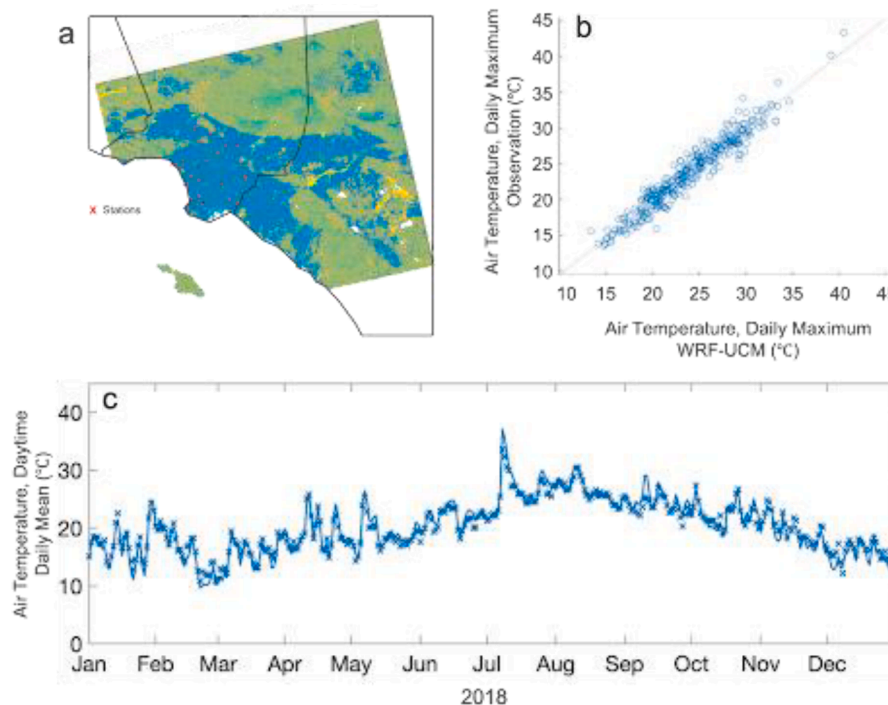 a
x Stations
b
Air Temperature, Daily Maximum
Observation (°C)
45
40
35
30
25
20
15
10
10 15 20 25 30 35 40 45
Air Temperature, Daily Maximum
WRF-UCM (°C)
c
Air Temperature, Daytime
Daily Mean (°C)
40
30
20
10
0
Jan Feb Mar Apr May Jun Jul Aug Sep Oct Nov Dec
2018